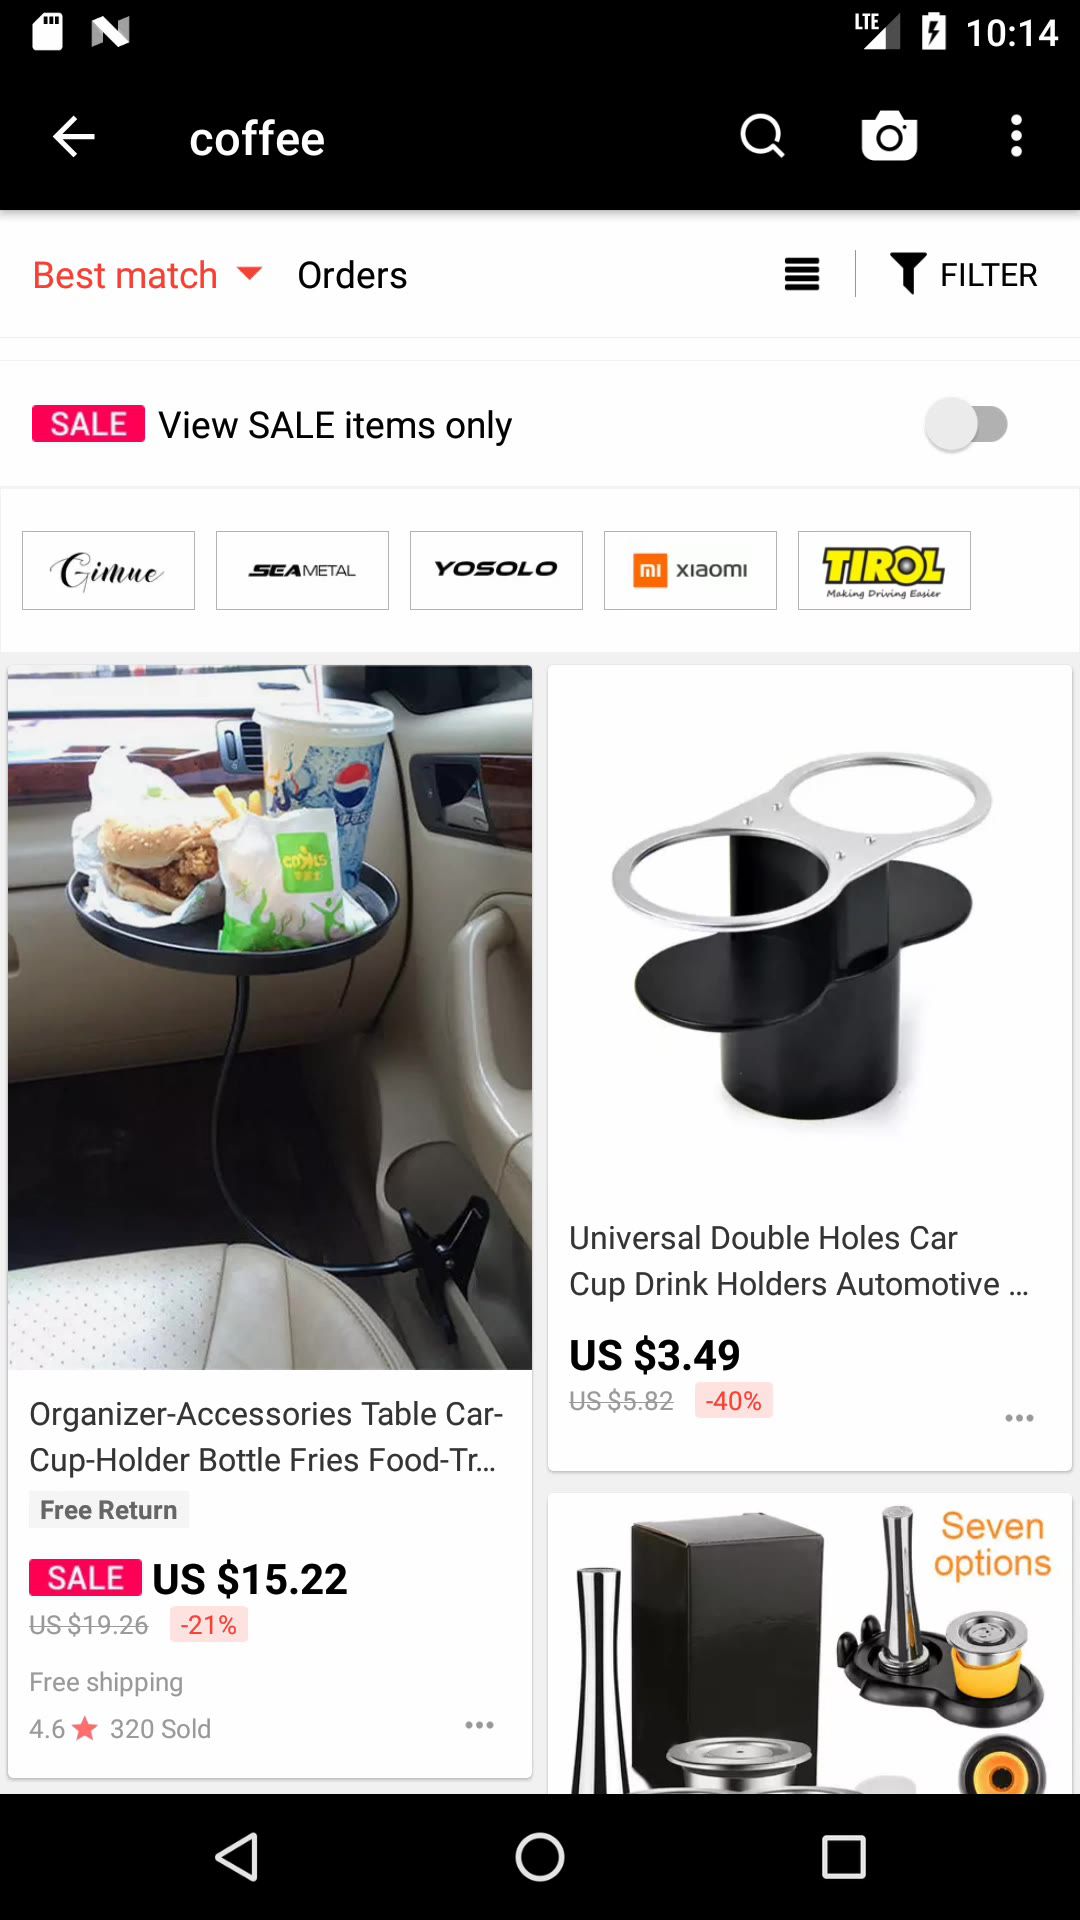 LTE 10:14
coffee
Best match Orders FILTER
SALE View SALE items only
Gimue SEAMETAL YOSOLO mi xiaomi TIROL
Making Driving Easier
Universal Double Holes Car
Cup Drink Holders Automotive ...
US $3.49
US $5.82 -40%
Organizer-Accessories Table Car-
Cup-Holder Bottle Fries Food-Tr...
Free Return
SALE US $15.22
US $19.26 -21%
Free shipping
4.6 320 Sold
Seven
options